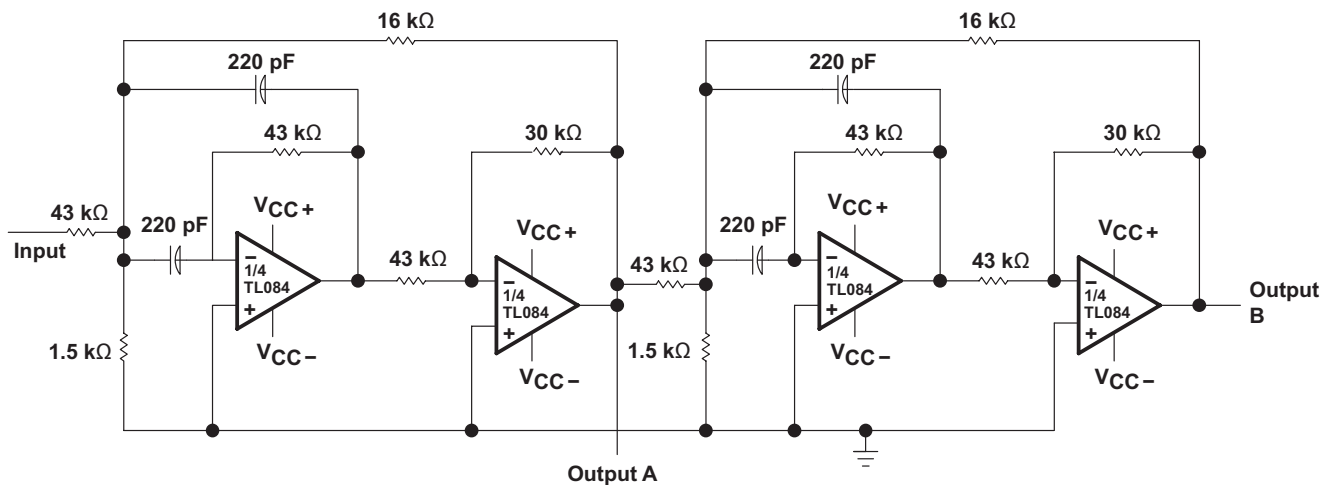 16 kΩ
16 kΩ
220 pF
220 pF
43 kΩ
30 kΩ
43 kΩ
30 kΩ
43 kΩ
Input
220 pF
VCC+
−
1/4
TL084
+
VCC−
1.5 kΩ
43 kΩ
VCC+
−
1/4
TL084
+
VCC−
43 kΩ
220 pF
VCC+
−
1/4
TL084
+
VCC−
1.5 kΩ
43 kΩ
VCC+
−
1/4
TL084
+
VCC−
Output
B
Output A